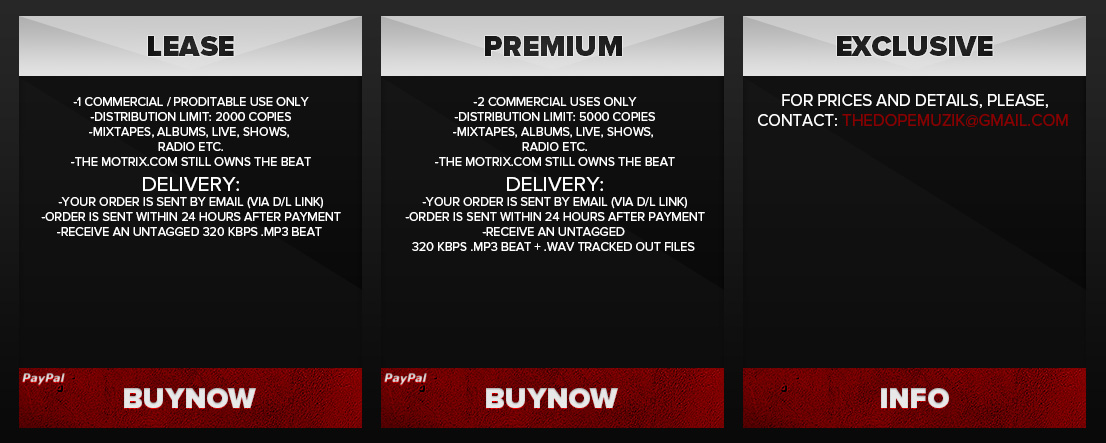 LEASE
-1 COMMERCIAL / PRODITABLE USE ONLY
-DISTRIBUTION LIMIT: 2000 COPIES
-MIXTAPES, ALBUMS, LIVE, SHOWS,
RADIO ETC.
-THE MOTRIX.COM STILL OWNS THE BEAT
DELIVERY:
-YOUR ORDER IS SENT BY EMAIL (VIA D/L LINK)
-ORDER IS SENT WITHIN 24 HOURS AFTER PAYMENT
-RECEIVE AN UNTAGGED 320 KBPS .MP3 BEAT
PayPal
BUYNOW
PREMIUM
-2 COMMERCIAL USES ONLY
-DISTRIBUTION LIMIT: 5000 COPIES
-MIXTAPES, ALBUMS, LIVE, SHOWS,
RADIO ETC.
-THE MOTRIX.COM STILL OWNS THE BEAT
DELIVERY:
-YOUR ORDER IS SENT BY EMAIL (VIA D/L LINK)
-ORDER IS SENT WITHIN 24 HOURS AFTER PAYMENT
-RECEIVE AN UNTAGGED
320 KBPS .MP3 BEAT + .WAV TRACKED OUT FILES
PayPal
BUYNOW
EXCLUSIVE
FOR PRICES AND DETAILS, PLEASE,
CONTACT: THEDOPEMUZIK@GMAIL.COM
INFO